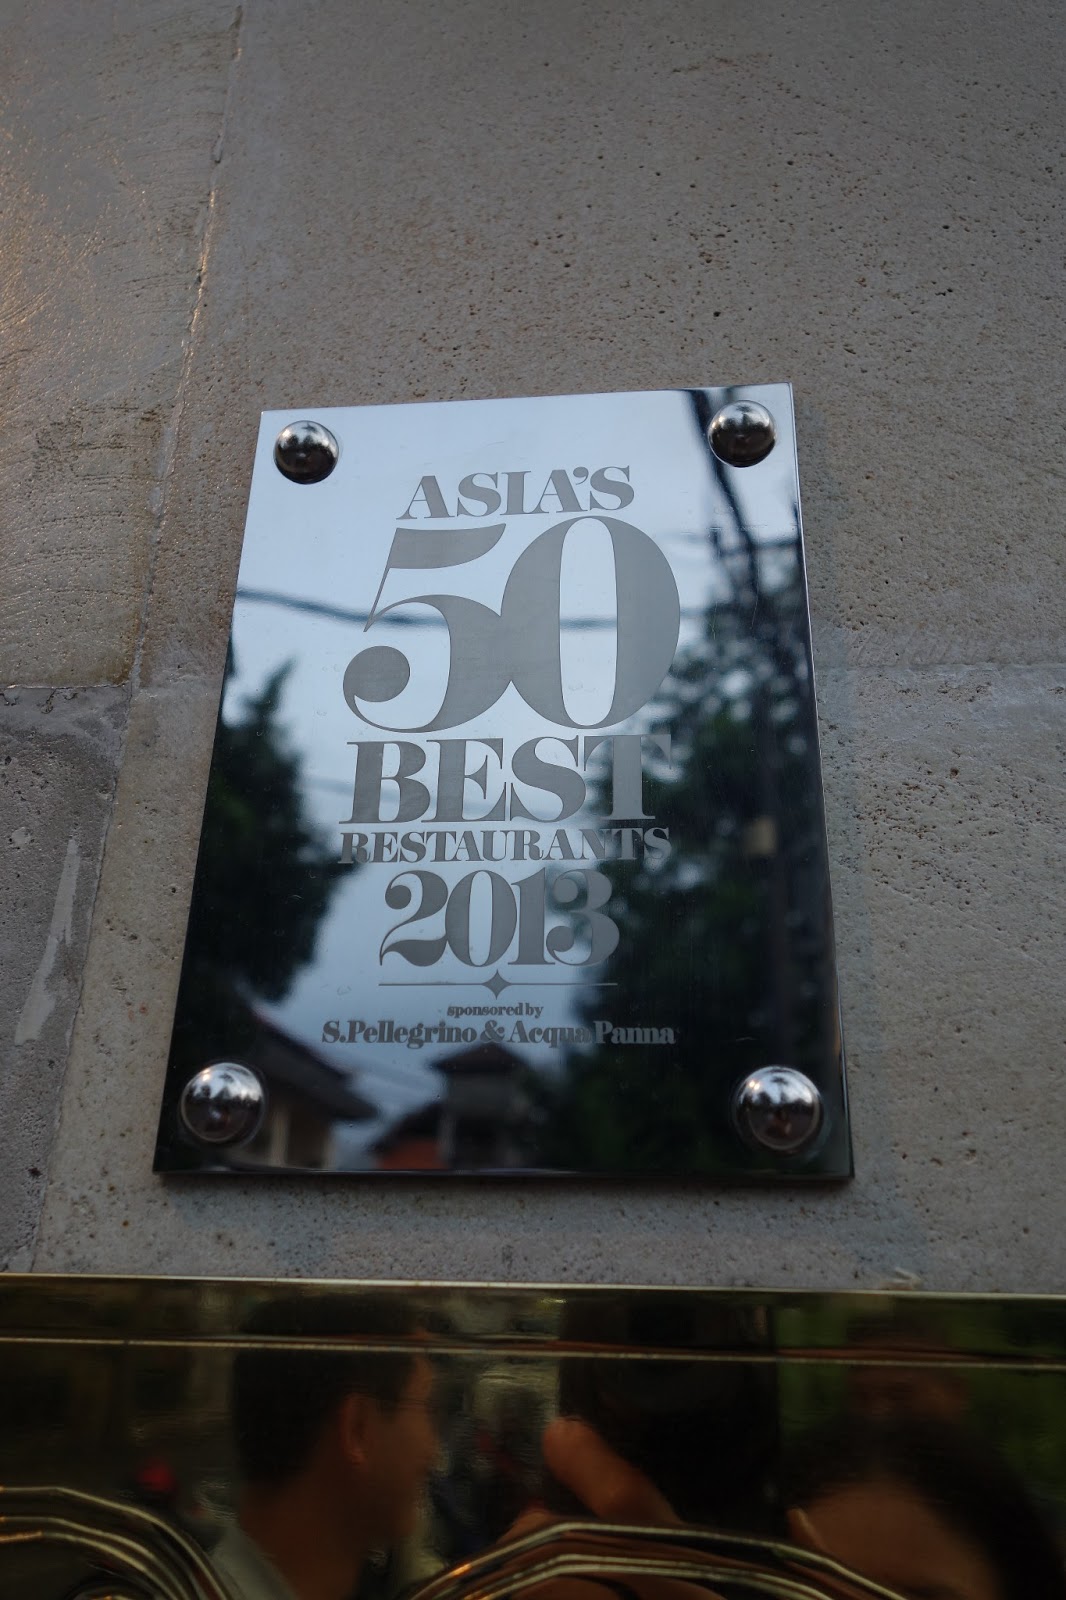 ASIA'S
50
BEST
RESTAURANTS
2013
sponsored by
S.Pellegrino & Acqua Panna